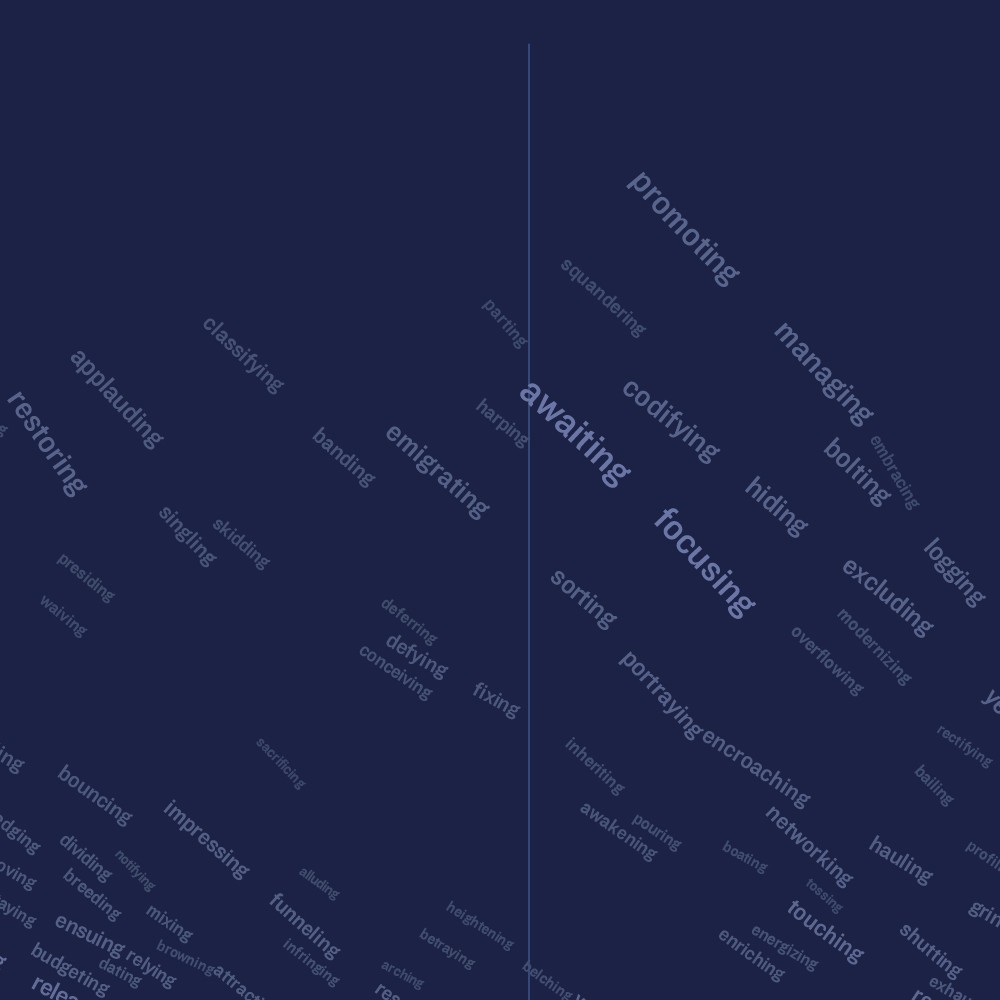 promoting
squandering
parting
classifying
managing
applauding
awaiting
codifying
restoring
harping
emigrating
banding
bolting
embracing
hiding
singling
skidding
focusing
logging
presiding
excluding
sorting
waiving
deferring
modernizing
overflowing
defying
conceiving
portraying
fixing
encroaching
rectifying
sacrificing
inheriting
bouncing
bailing
impressing
awakening
networking
pouring
dividing
hauling
boating
notifying
alluding
breeding
tossing
funneling
touching
mixing
heightening
ensuing
shutting
energizing
enriching
betraying
infringing
browning
relying
budgeting
dating
arching
belching